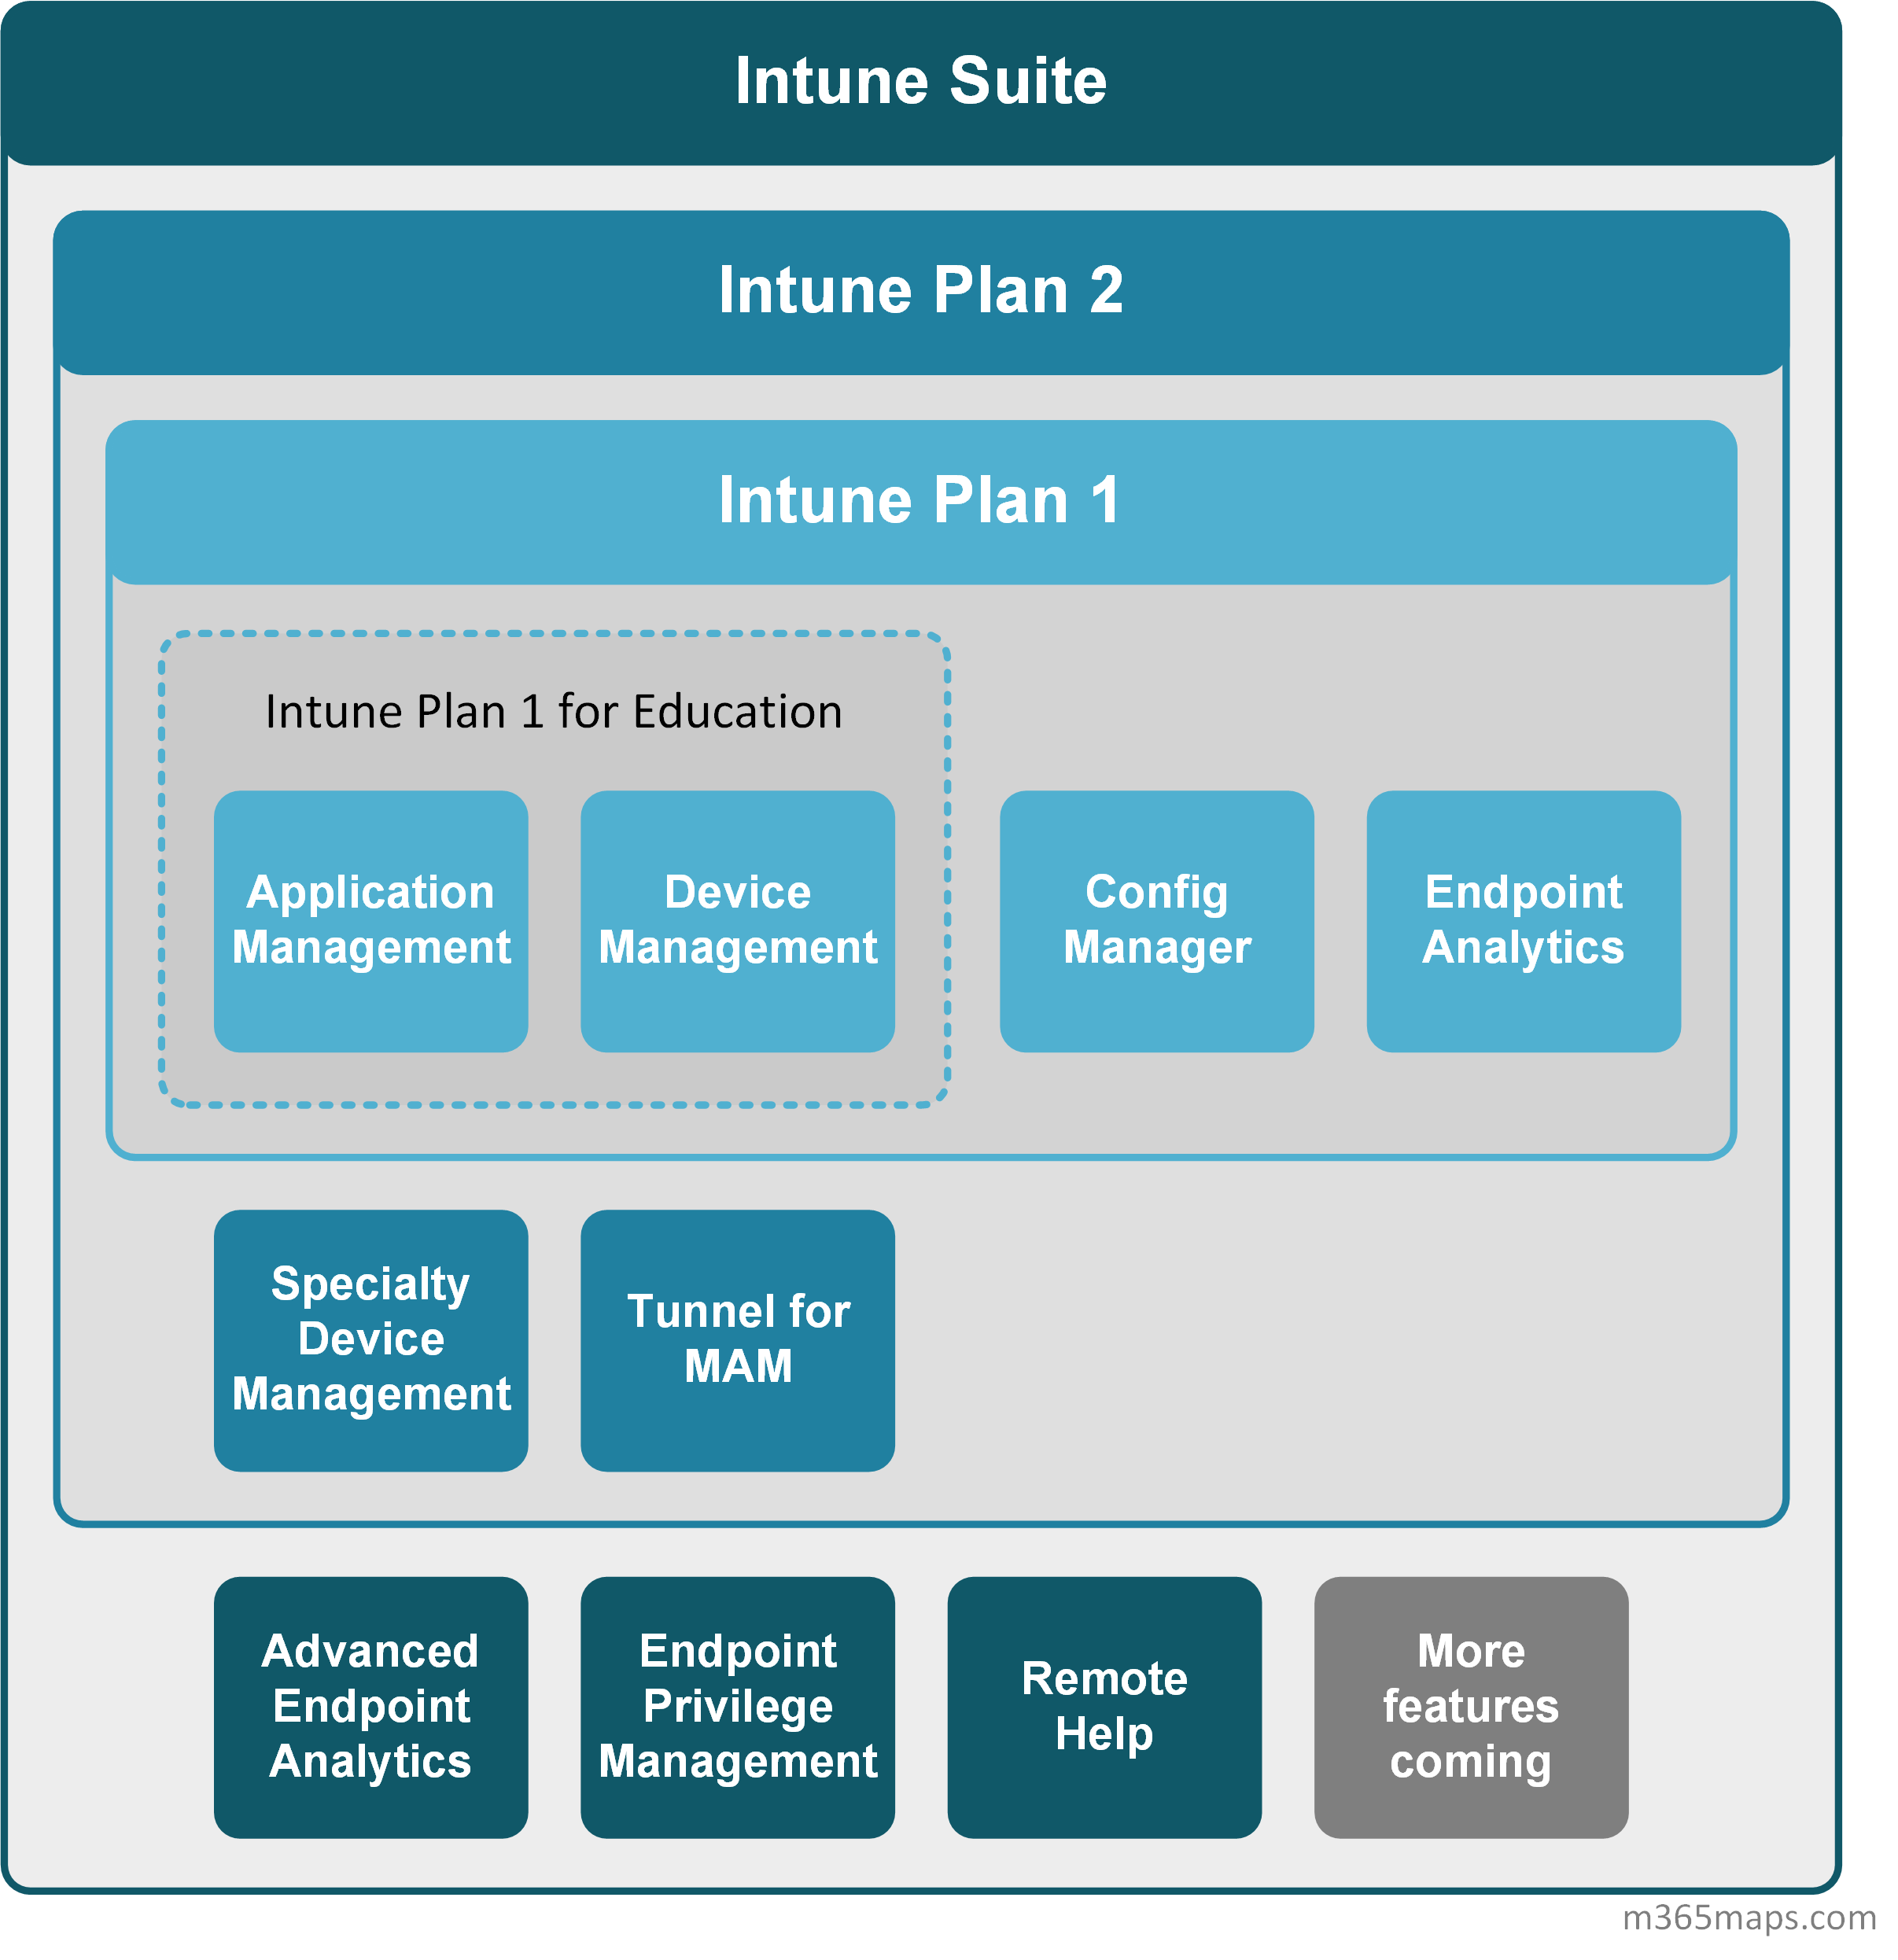 Intune Suite
Intune Plan 2
Intune Plan 1
Intune Plan 1 for Education
Application
Management
Device
Management
Config
Manager
Endpoint
Analytics
Specialty
Device
Management
Tunnel for
MAM
Advanced
Endpoint
Analytics
Endpoint
Privilege
Management
Remote
Help
More
features
coming
m365maps.com